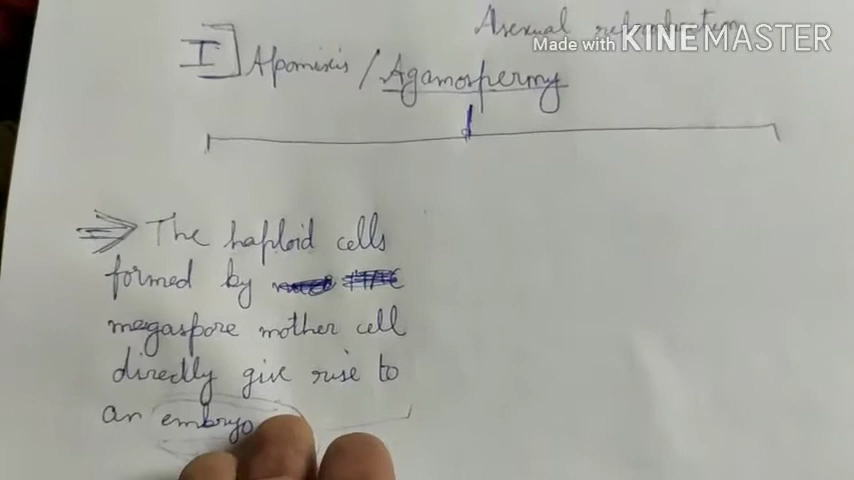 Asexual reproduction
Made with KINEMASTER
I] Apomixis / Agamospermy
The haploid cells
formed by
megaspore mother cell
directly give rise to
an embryo